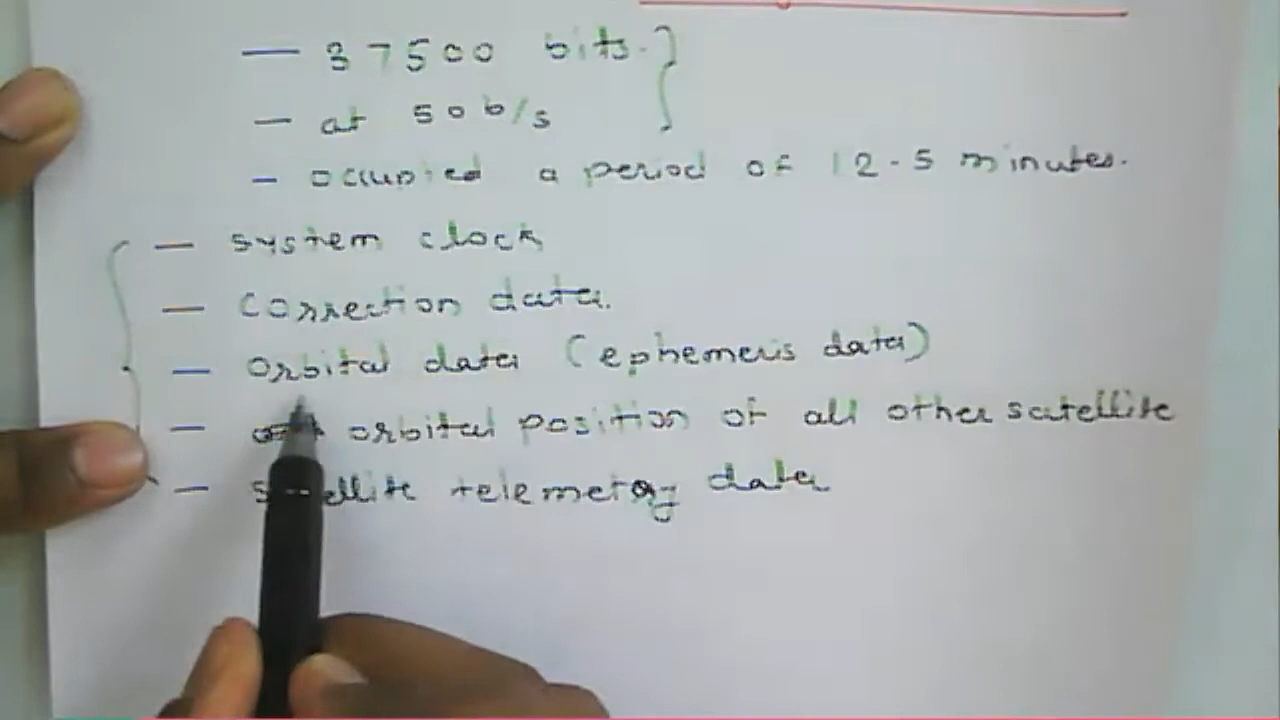 — 37500 bits.
— at 50b/s
— occupied a period of 12.5 minutes.
— system clock
— correction data.
— orbital data (ephemeris data)
— orbital position of all other satellite
— satellite telemetry data